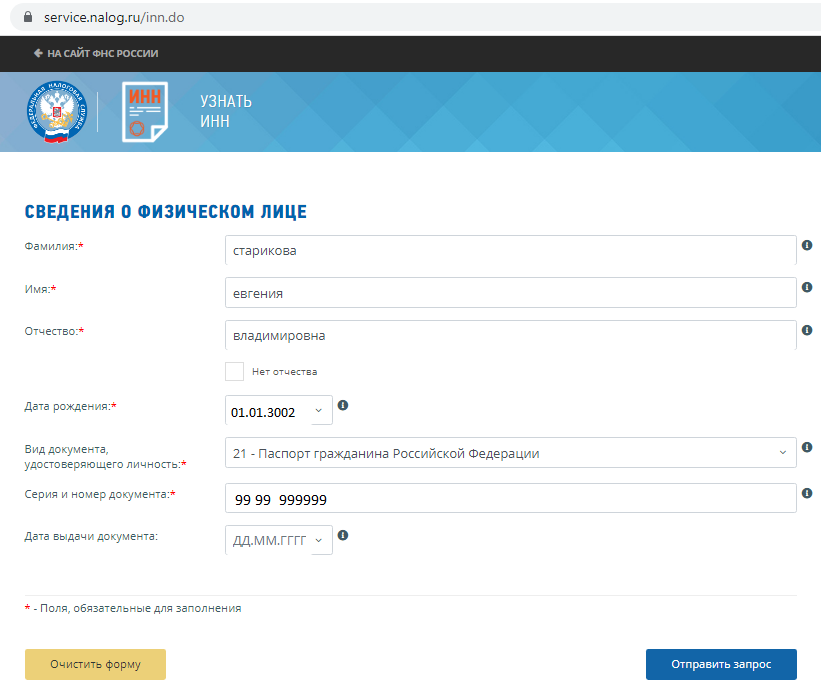 service.nalog.ru/inn.do
НА САЙТ ФНС РОССИИ
ФЕДЕРАЛЬНАЯ НАЛОГОВАЯ СЛУЖБА
ИНН
УЗНАТЬ
ИНН
СВЕДЕНИЯ О ФИЗИЧЕСКОМ ЛИЦЕ
Фамилия:* старикова
Имя:* евгения
Отчество:* владимировна
Нет отчества
Дата рождения:* 01.01.3002
Вид документа,
удостоверяющего личность:* 21 - Паспорт гражданина Российской Федерации
Серия и номер документа:* 99 99 999999
Дата выдачи документа: ДД.ММ.ГГГГ
* - Поля, обязательные для заполнения
Очистить форму Отправить запрос